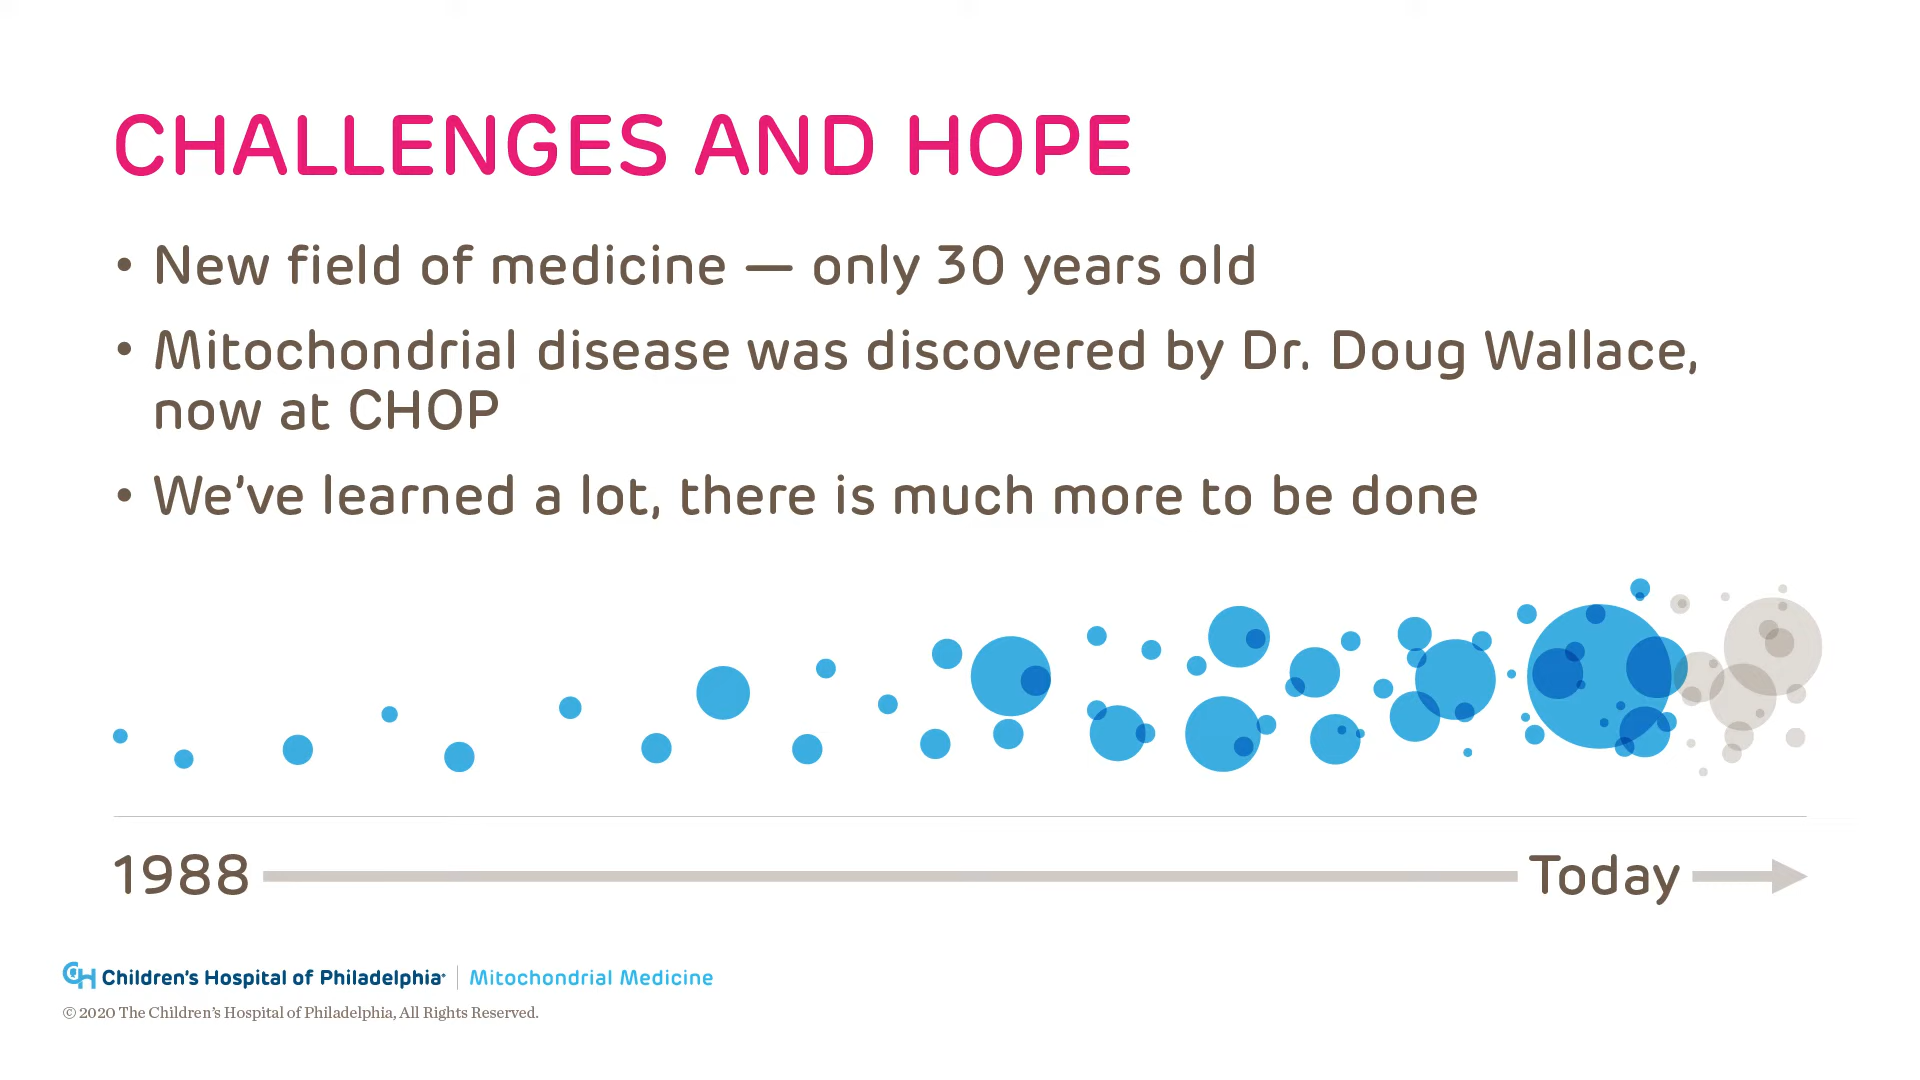 CHALLENGES AND HOPE
• New field of medicine — only 30 years old
• Mitochondrial disease was discovered by Dr. Doug Wallace,
now at CHOP
• We’ve learned a lot, there is much more to be done
1988 Today
Children’s Hospital of Philadelphia | Mitochondrial Medicine
© 2020 The Children’s Hospital of Philadelphia, All Rights Reserved.